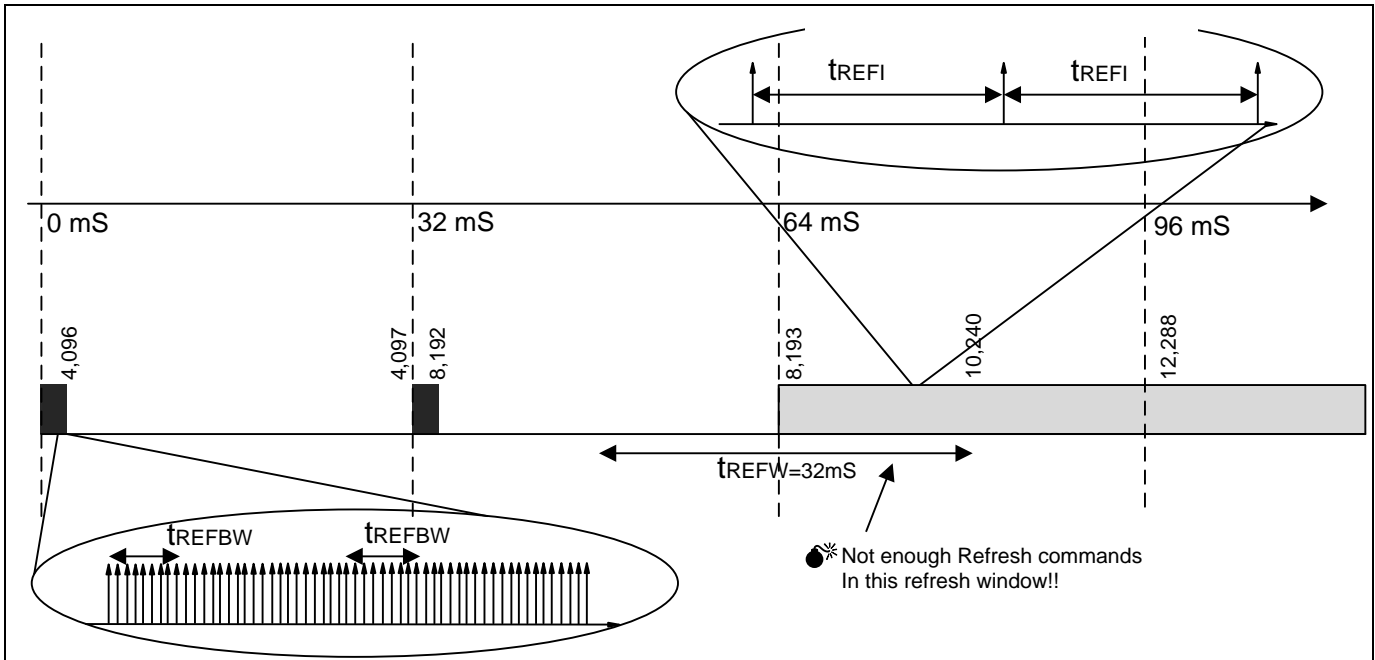 tREFI
tREFI
0 mS
32 mS
64 mS
96 mS
4,096
4,097
8,192
8,193
10,240
12,288
tREFW=32mS
tREFBW
tREFBW
Not enough Refresh commands
In this refresh window!!